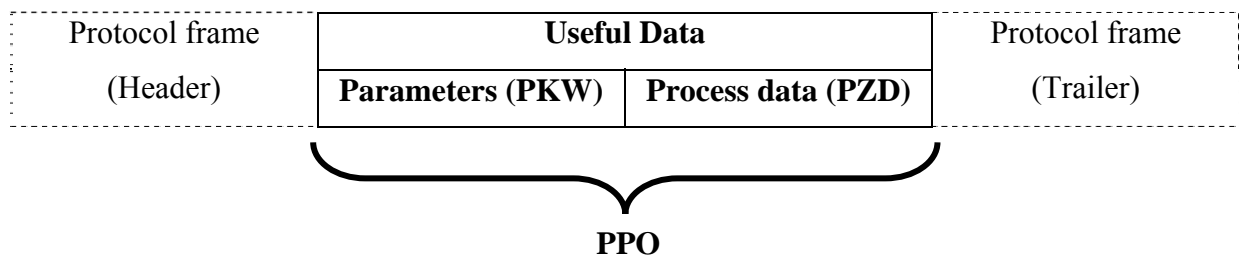 Protocol frame
(Header)
Useful Data
Parameters (PKW)
Process data (PZD)
Protocol frame
(Trailer)
PPO